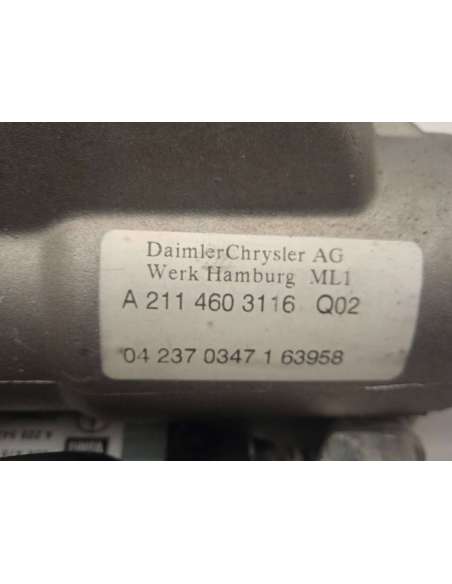 DaimlerChrysler AG
Werk Hamburg ML1
A 211 460 3116 Q02
04 237 0347 1 63958